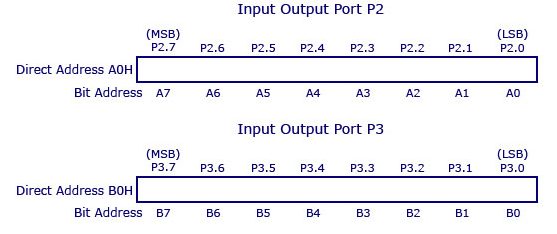 Input Output Port P2
(MSB) (LSB)
P2.7 P2.6 P2.5 P2.4 P2.3 P2.2 P2.1 P2.0
Direct Address A0H
Bit Address A7 A6 A5 A4 A3 A2 A1 A0
Input Output Port P3
(MSB) (LSB)
P3.7 P3.6 P3.5 P3.4 P3.3 P3.2 P3.1 P3.0
Direct Address B0H
Bit Address B7 B6 B5 B4 B3 B2 B1 B0